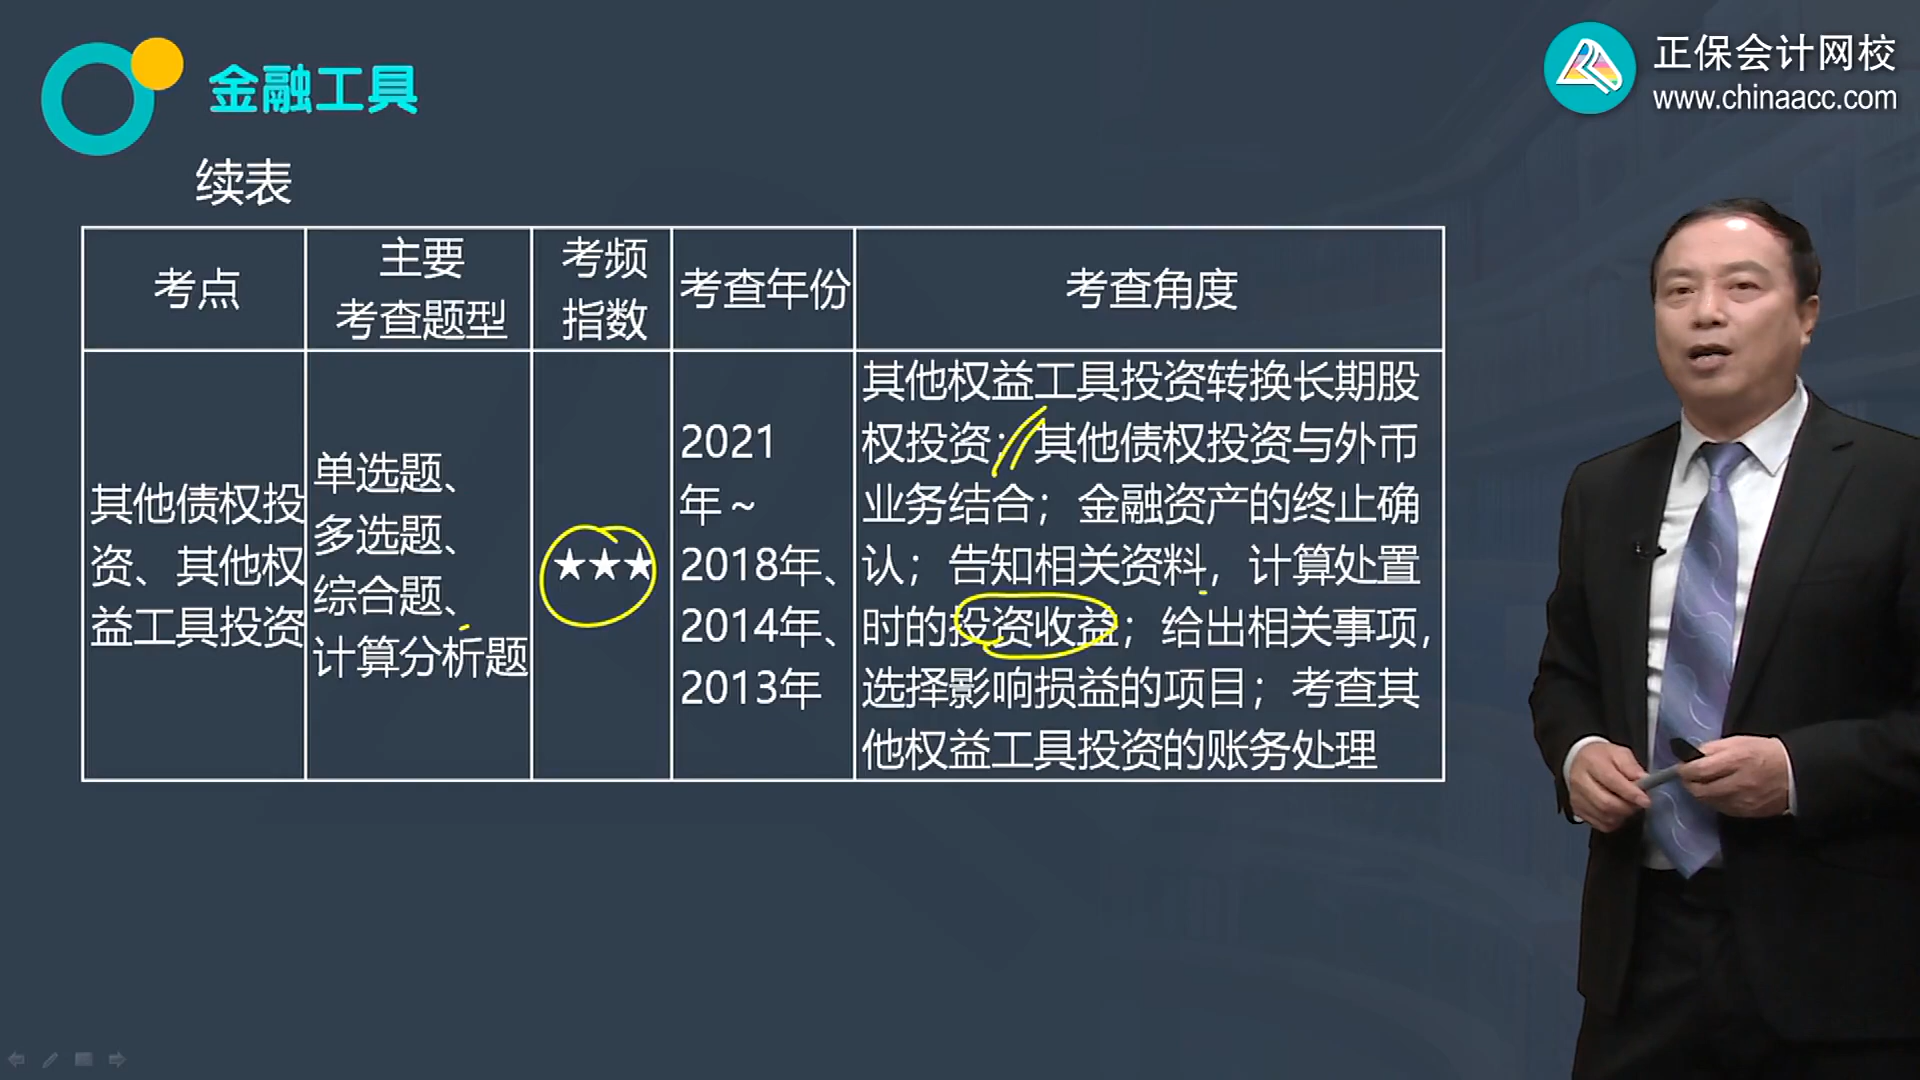 金融工具
正保会计网校
www.chinaacc.com
续表
考点
主要
考查题型
考频
指数
考查年份
考查角度
其他债权投
资、其他权
益工具投资
单选题、
多选题、
综合题、
计算分析题
★★★
2021
年~
2018年、
2014年、
2013年
其他权益工具投资转换长期股
权投资；其他债权投资与外币
业务结合；金融资产的终止确
认；告知相关资料，计算处置
时的投资收益；给出相关事项，
选择影响损益的项目；考查其
他权益工具投资的账务处理